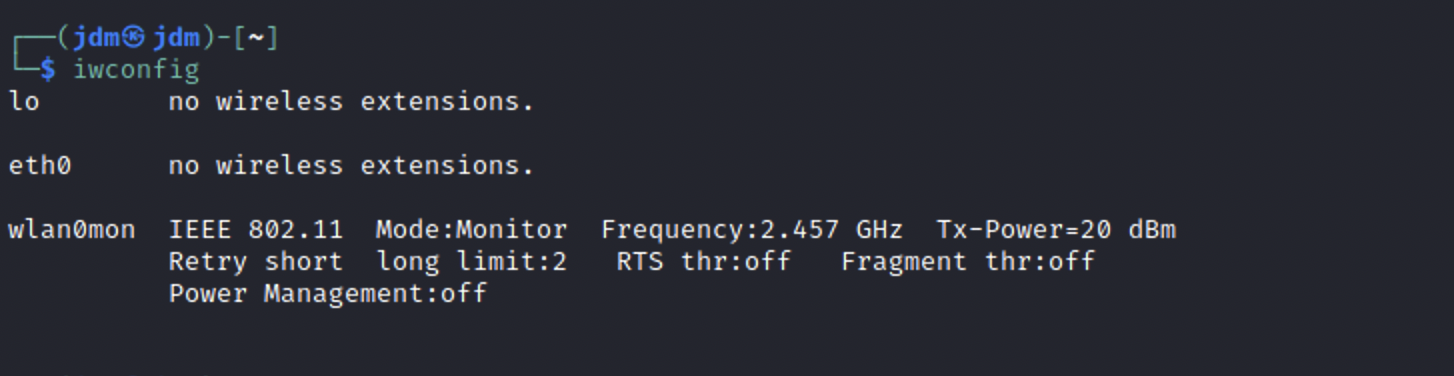 ┌──(jdm㉿jdm)-[~]
└─$ iwconfig
lo        no wireless extensions.
eth0      no wireless extensions.
wlan0mon  IEEE 802.11  Mode:Monitor  Frequency:2.457 GHz  Tx-Power=20 dBm
          Retry short  long limit:2   RTS thr:off   Fragment thr:off
          Power Management:off